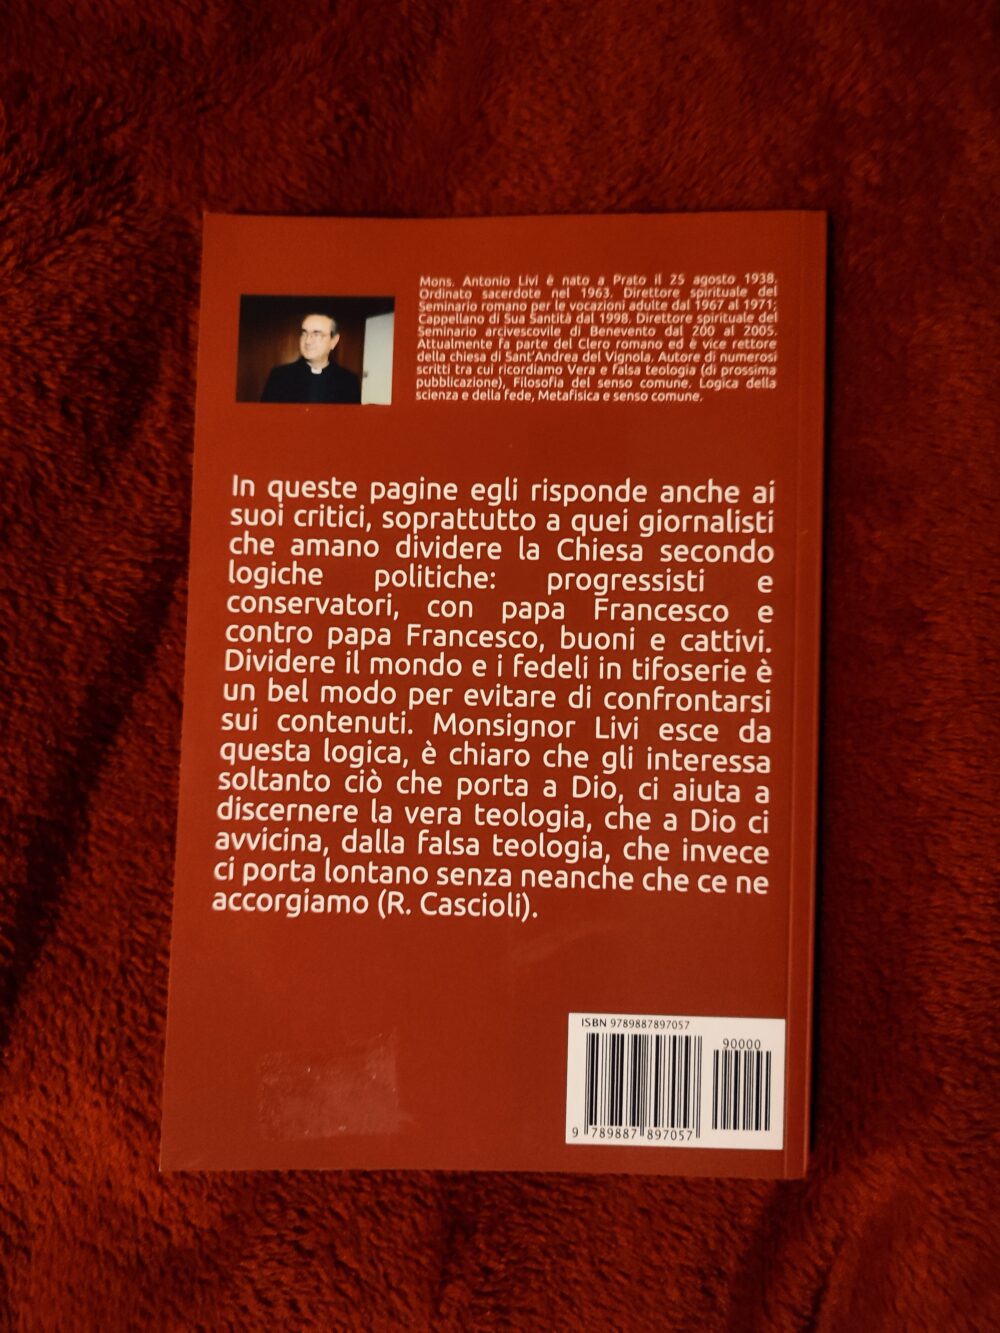 Mons. Antonio Livi è nato a Prato il 25 agosto 1938.
Ordinato sacerdote nel 1963. Direttore spirituale del
Seminario romano per le vocazioni adulte dal 1967 al 1971;
Cappellano di Sua Santità dal 1998. Direttore spirituale del
Seminario arcivescovile di Benevento dal 200 al 2005.
Attualmente fa parte del Clero romano ed è vice rettore
della chiesa di Sant'Andrea del Vignola. Autore di numerosi
scritti tra cui ricordiamo Vera e falsa teologia (di prossima
pubblicazione), Filosofia del senso comune. Logica della
scienza e della fede, Metafisica e senso comune.
In queste pagine egli risponde anche ai
suoi critici, soprattutto a quei giornalisti
che amano dividere la Chiesa secondo
logiche politiche: progressisti e
conservatori, con papa Francesco e
contro papa Francesco, buoni e cattivi.
Dividere il mondo e i fedeli in tifoserie è
un bel modo per evitare di confrontarsi
sui contenuti. Monsignor Livi esce da
questa logica, è chiaro che gli interessa
soltanto ciò che porta a Dio, ci aiuta a
discernere la vera teologia, che a Dio ci
avvicina, dalla falsa teologia, che invece
ci porta lontano senza neanche che ce ne
accorgiamo (R. Cascioli).
ISBN 9789887897057
90000
9 789887 897057